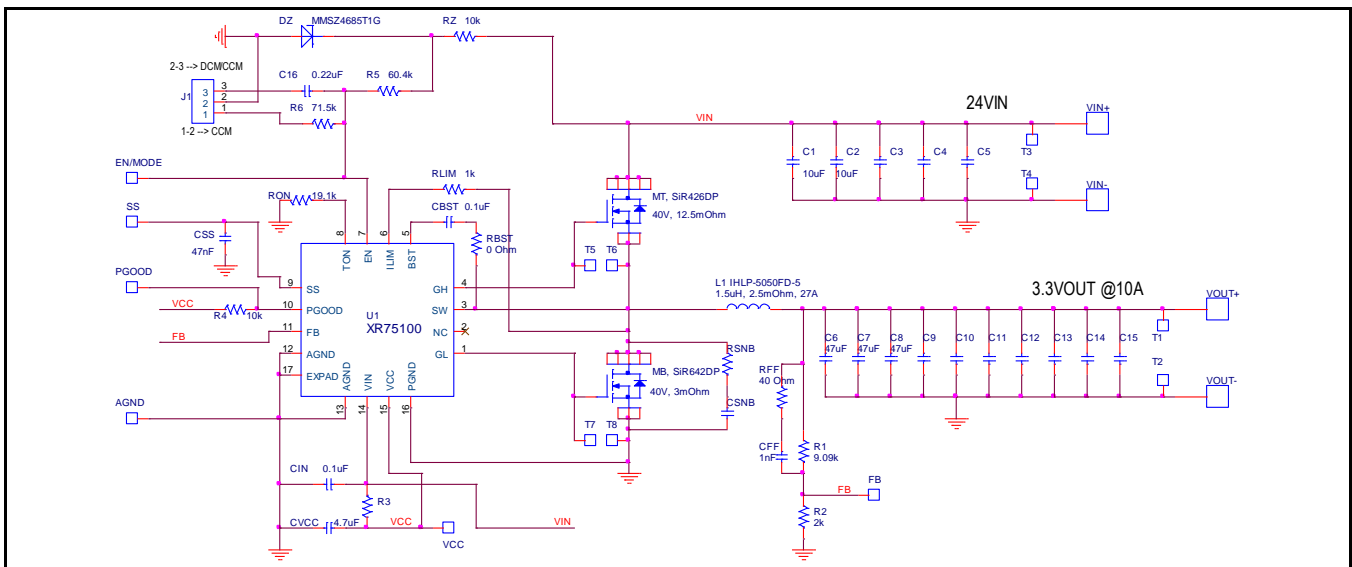 DZ MMSZ4685T1G RZ 10k
2-3 --> DCM/CCM
C16 0.22uF R5 60.4k
J1 3 2 1 3 2 1
R6 71.5k
1-2 --> CCM
24VIN
VIN
VIN+
C1 10uF
C2 10uF
C3
C4
C5
T3
T4
VIN-
EN/MODE
RON 19.1k
RLIM 1k
MT, SiR426DP
40V, 12.5mOhm
SS
CSS
47nF
CBST 0.1uF
RBST
0 Ohm
T5 T6
8 7 6 5
TON EN ILIM BST
PGOOD
VCC
R4 10k
FB
9 SS
10 PGOOD
11 FB
12 AGND
17 EXPAD
U1
XR75100
GH 4
SW 3
NC 2
GL 1
AGND VIN VCC PGND
13 14 15 16
L1 IHLP-5050FD-5
1.5uH, 2.5mOhm, 27A
3.3VOUT @10A
VOUT+
C6 47uF
C7 47uF
C8 47uF
C9
C10
C11
C12
C13
C14
C15
T1
T2
VOUT-
MB, SiR642DP
40V, 3mOhm
RSNB
CSNB
RFF
40 Ohm
CFF
1nF
R1
9.09k
T7 T8
AGND
FB
FB
R2
2k
CIN 0.1uF
R3
CVCC 4.7uF
VCC
VCC
VIN